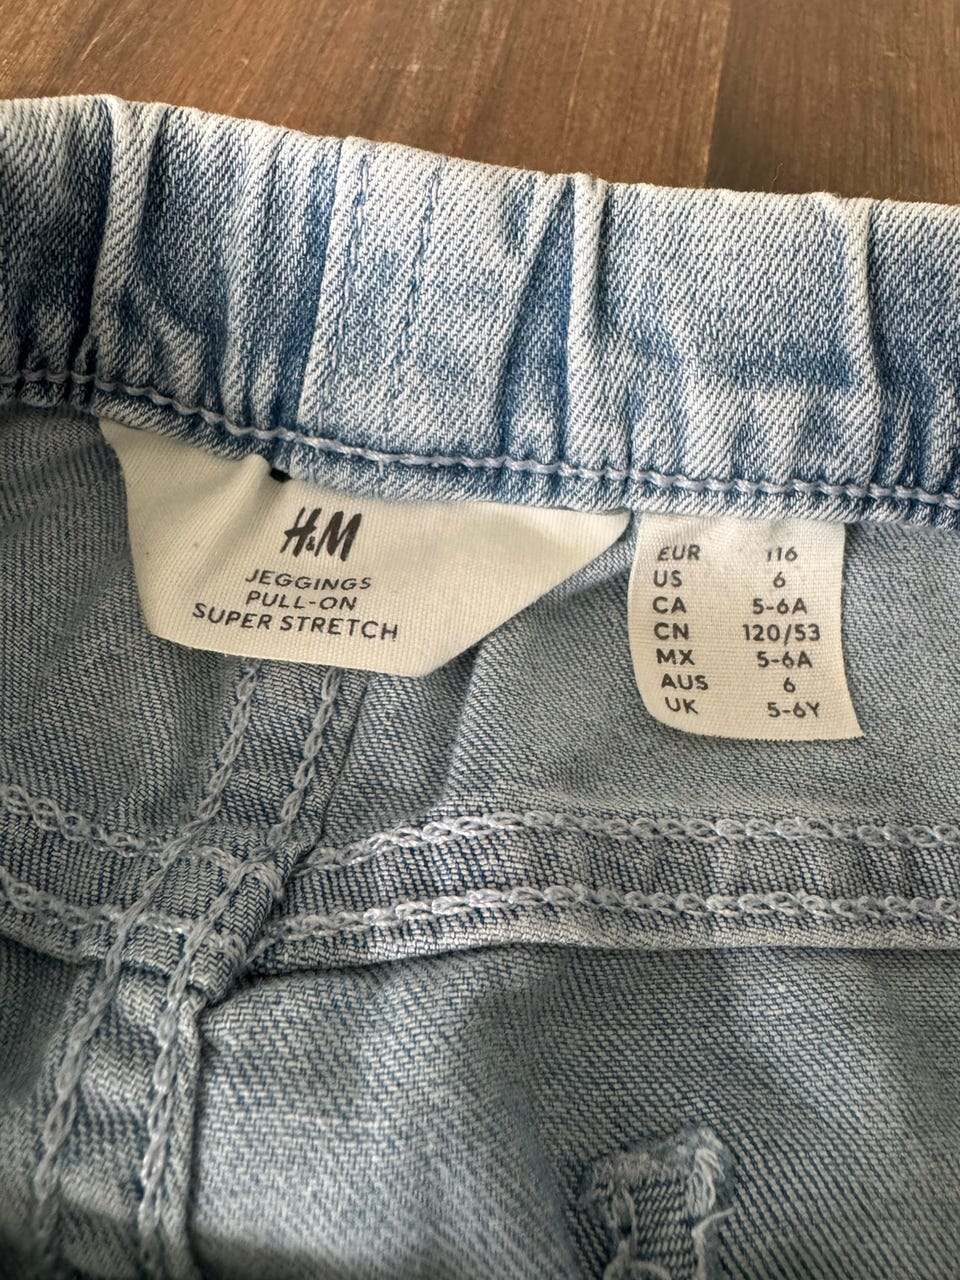 H&M
JEGGINGS
PULL-ON
SUPER STRETCH
EUR 116
US 6
CA 5-6A
CN 120/53
MX 5-6A
AUS 6
UK 5-6Y